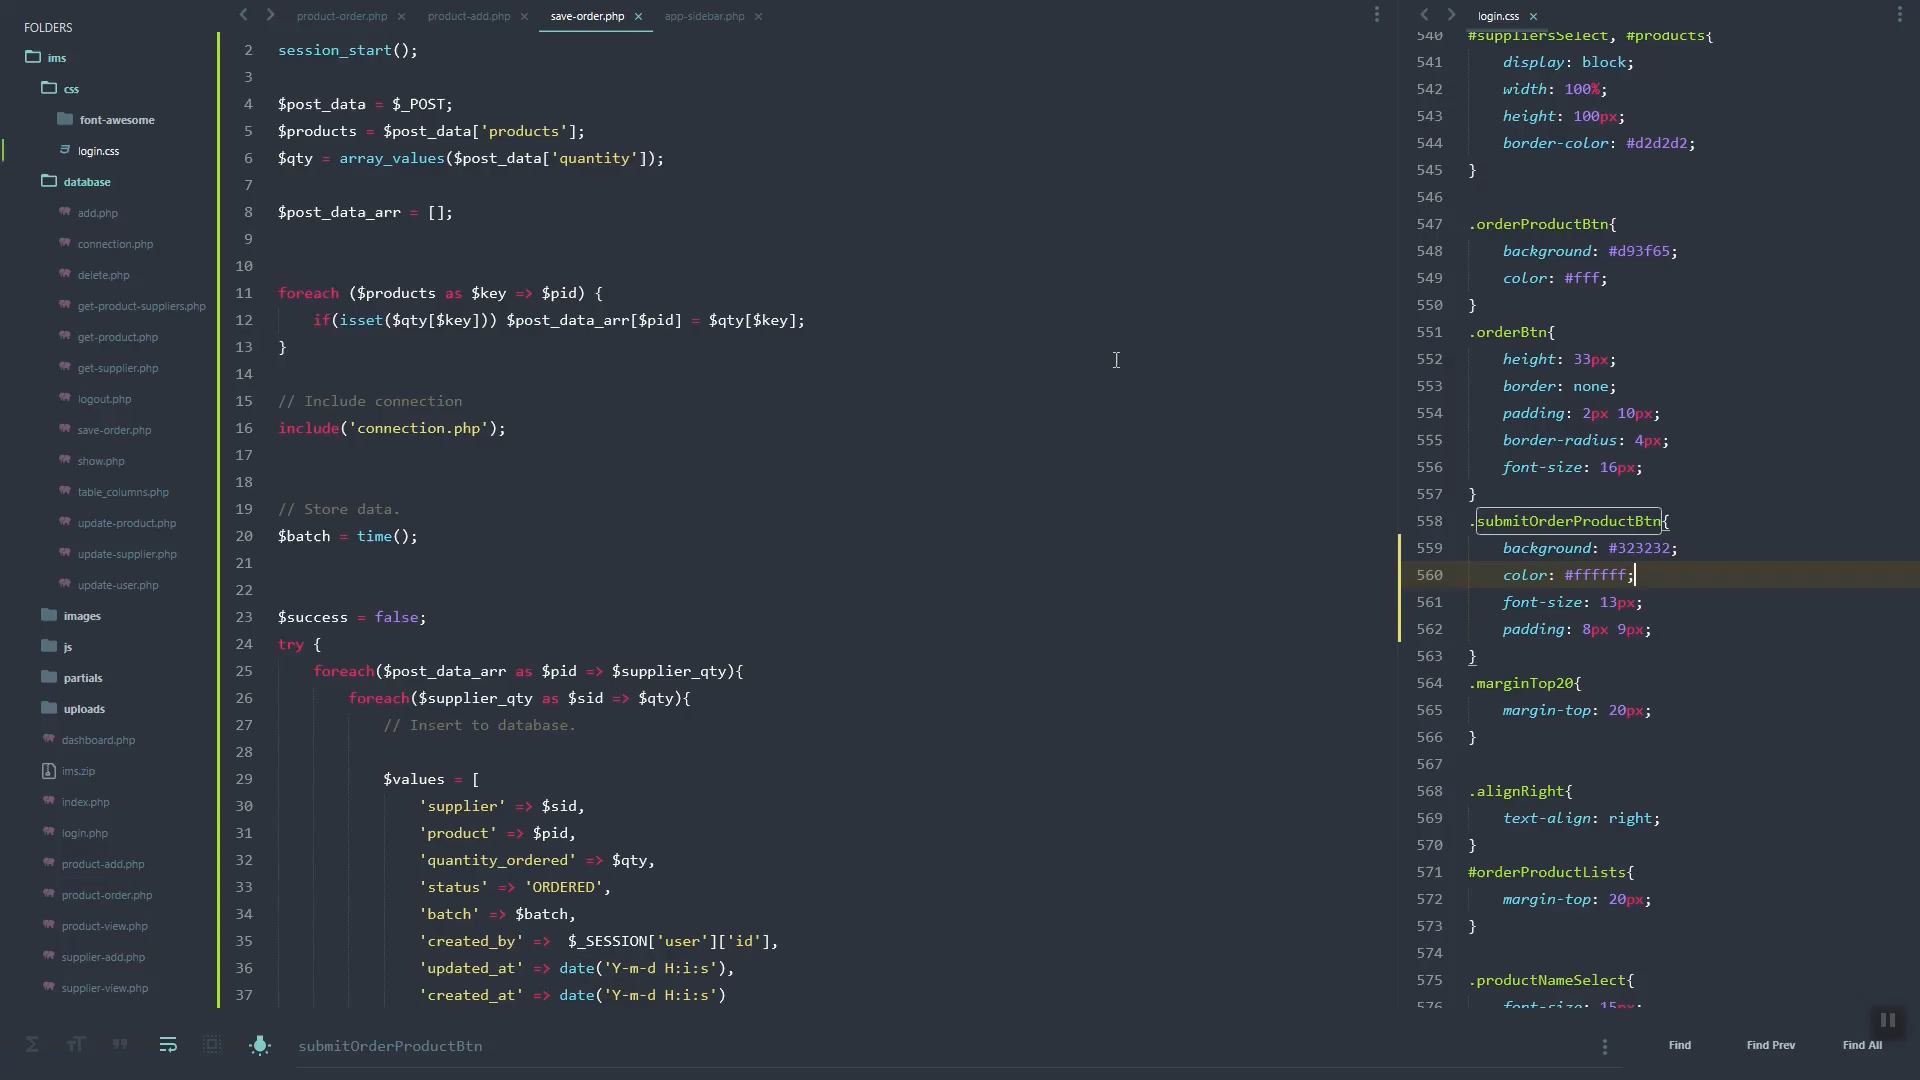 FOLDERS
ims
css
font-awesome
login.css
database
add.php
connection.php
delete.php
get-product-suppliers.php
get-product.php
get-supplier.php
logout.php
save-order.php
show.php
table_columns.php
update-product.php
update-supplier.php
update-user.php
images
js
partials
uploads
dashboard.php
ims.zip
index.php
login.php
product-add.php
product-order.php
product-view.php
supplier-add.php
supplier-view.php
product-order.php × product-add.php × save-order.php × app-sidebar.php ×
2 session_start();
3
4 $post_data = $_POST;
5 $products = $post_data['products'];
6 $qty = array_values($post_data['quantity']);
7
8 $post_data_arr = [];
9
10
11 foreach ($products as $key => $pid) {
12 if(isset($qty[$key])) $post_data_arr[$pid] = $qty[$key];
13 }
14
15 // Include connection
16 include('connection.php');
17
18
19 // Store data.
20 $batch = time();
21
22
23 $success = false;
24 try {
25 foreach($post_data_arr as $pid => $supplier_qty){
26 foreach($supplier_qty as $sid => $qty){
27 // Insert to database.
28
29 $values = [
30 'supplier' => $sid,
31 'product' => $pid,
32 'quantity_ordered' => $qty,
33 'status' => 'ORDERED',
34 'batch' => $batch,
35 'created_by' => $_SESSION['user']['id'],
36 'updated_at' => date('Y-m-d H:i:s'),
37 'created_at' => date('Y-m-d H:i:s')
login.css ×
540 #suppliersSelect, #products{
541 display: block;
542 width: 100%;
543 height: 100px;
544 border-color: #d2d2d2;
545 }
546
547 .orderProductBtn{
548 background: #d93f65;
549 color: #fff;
550 }
551 .orderBtn{
552 height: 33px;
553 border: none;
554 padding: 2px 10px;
555 border-radius: 4px;
556 font-size: 16px;
557 }
558 .submitOrderProductBtn{
559 background: #323232;
560 color: #ffffff;
561 font-size: 13px;
562 padding: 8px 9px;
563 }
564 .marginTop20{
565 margin-top: 20px;
566 }
567
568 .alignRight{
569 text-align: right;
570 }
571 #orderProductLists{
572 margin-top: 20px;
573 }
574
575 .productNameSelect{
576 font-size: 15px;
submitOrderProductBtn
Find Find Prev Find All